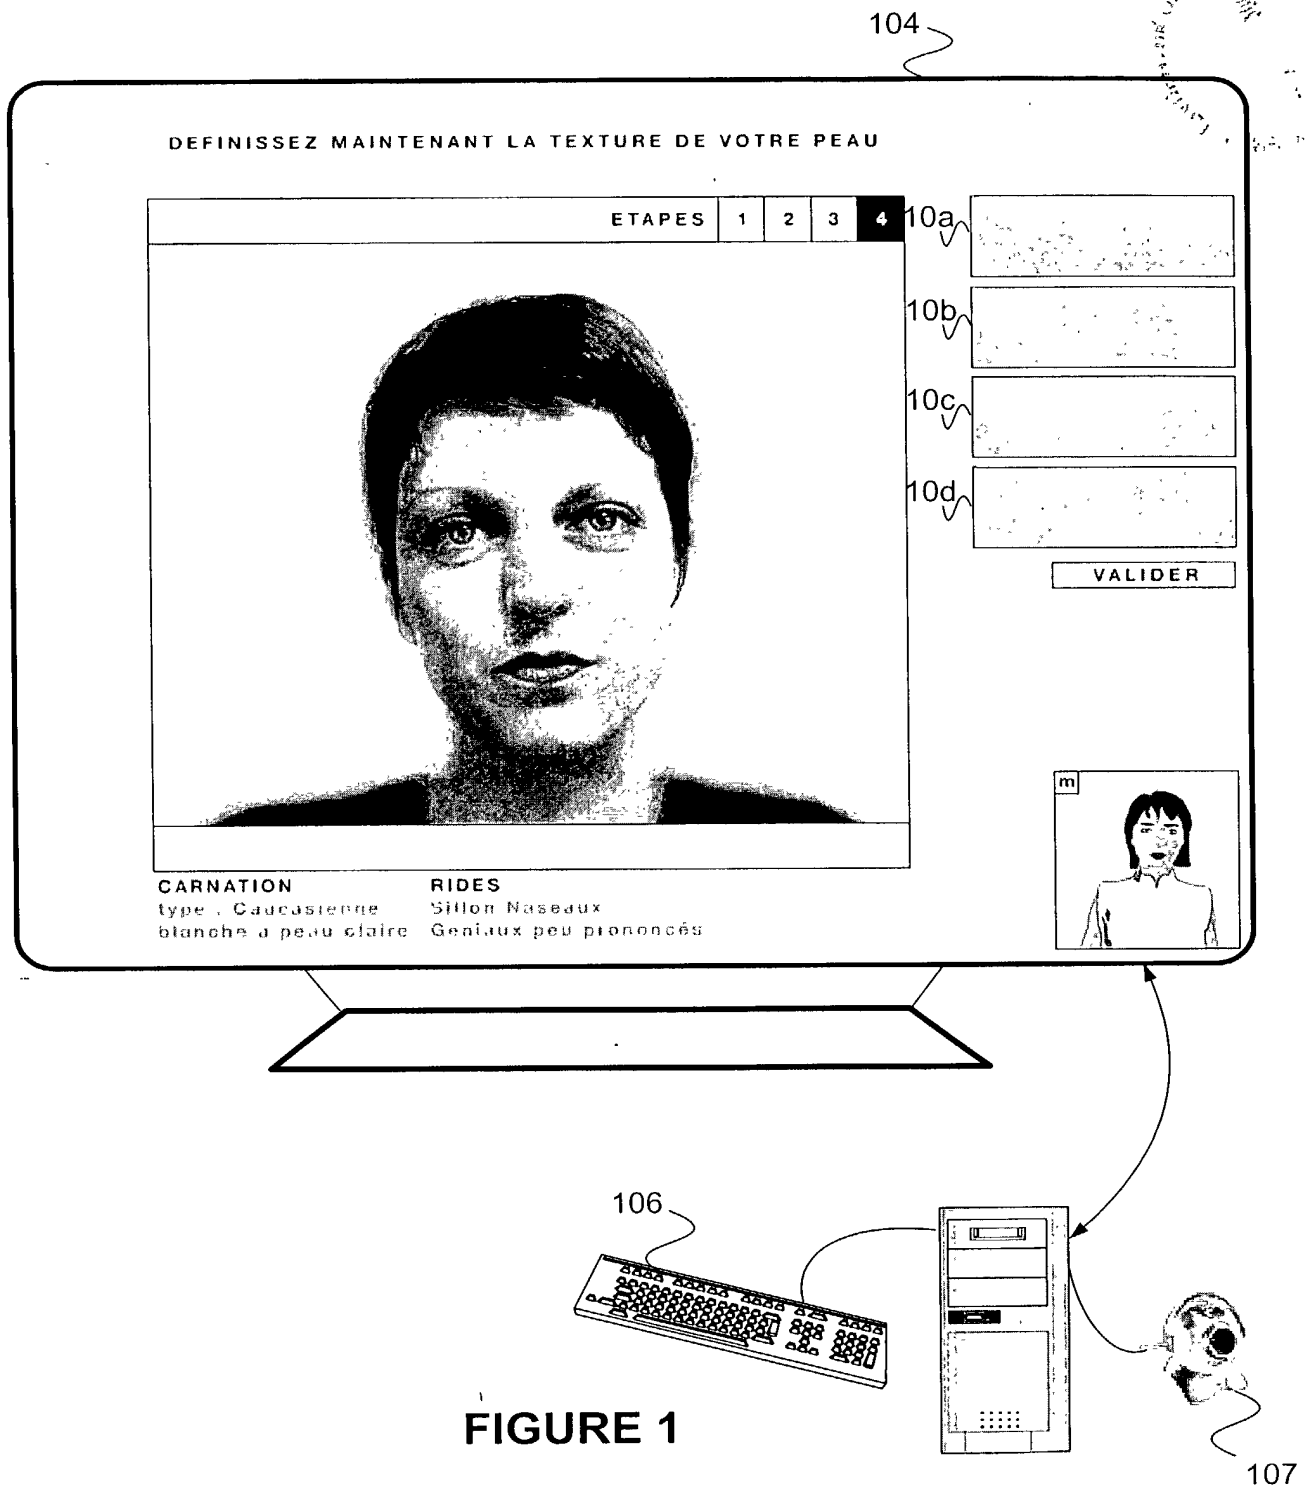 104
DEFINISSEZ MAINTENANT LA TEXTURE DE VOTRE PEAU
ETAPES 1 2 3 4
10a
10b
10c
10d
VALIDER
m
CARNATION
type : Caucasienne
blanche a peau claire
RIDES
Sillon Naseaux
Geniaux peu prononcés
106
FIGURE 1
107